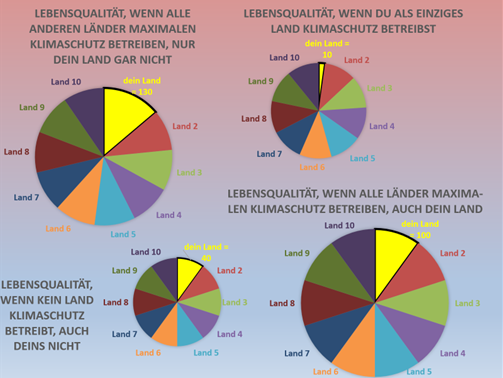 LEBENSQUALITÄT, WENN ALLE
ANDEREN LÄNDER MAXIMALEN
KLIMASCHUTZ BETREIBEN, NUR
DEIN LAND GAR NICHT
dein Land
= 130
Land 2
Land 3
Land 4
Land 5
Land 6
Land 7
Land 8
Land 9
Land 10
LEBENSQUALITÄT, WENN DU ALS EINZIGES
LAND KLIMASCHUTZ BETREIBST
dein Land =
10
Land 2
Land 3
Land 4
Land 5
Land 6
Land 7
Land 8
Land 9
Land 10
LEBENSQUALITÄT,
WENN KEIN LAND
KLIMASCHUTZ
BETREIBT, AUCH
DEINS NICHT
dein Land =
40
Land 2
Land 3
Land 4
Land 5
Land 6
Land 7
Land 8
Land 9
Land 10
LEBENSQUALITÄT, WENN ALLE LÄNDER MAXIMA-
LEN KLIMASCHUTZ BETREIBEN, AUCH DEIN LAND
dein Land
= 100
Land 2
Land 3
Land 4
Land 5
Land 6
Land 7
Land 8
Land 9
Land 10